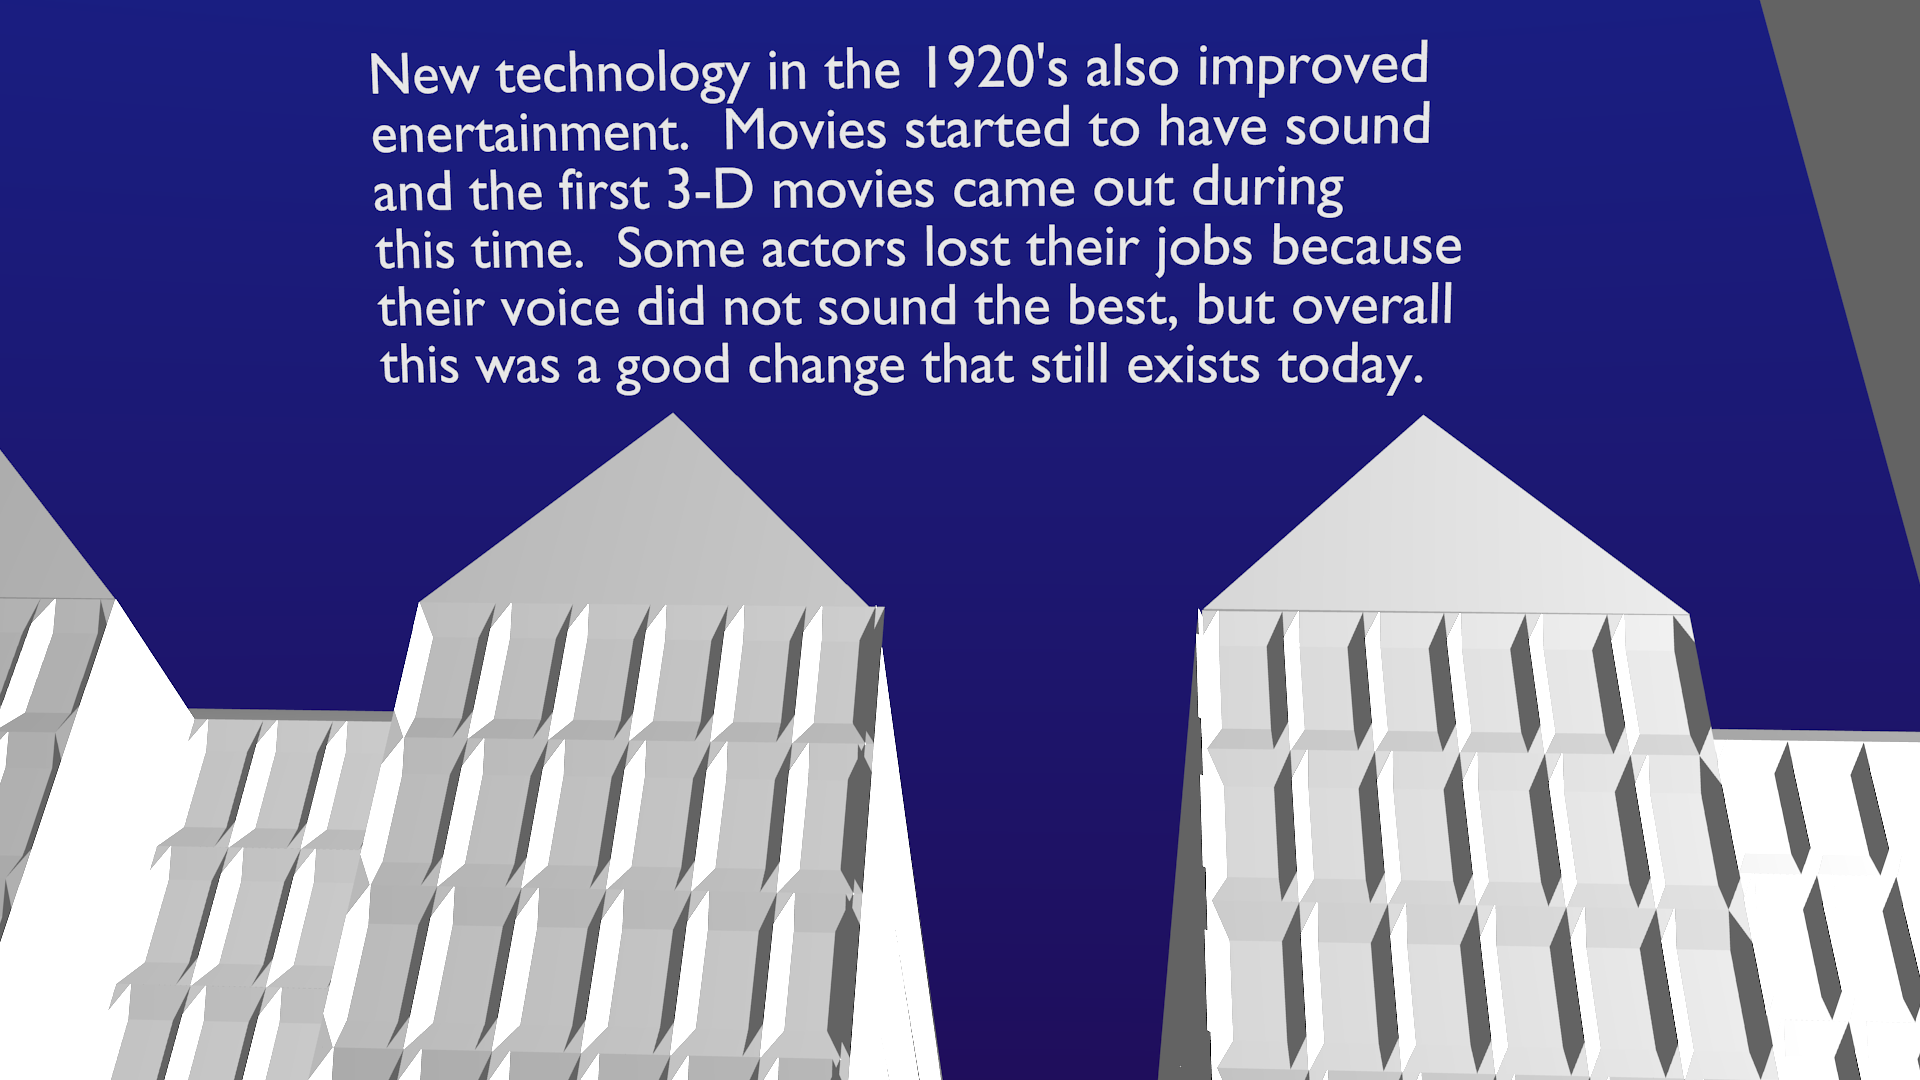 New technology in the 1920's also improved
enertainment.  Movies started to have sound
and the first 3-D movies came out during
this time.  Some actors lost their jobs because
their voice did not sound the best, but overall
this was a good change that still exists today.